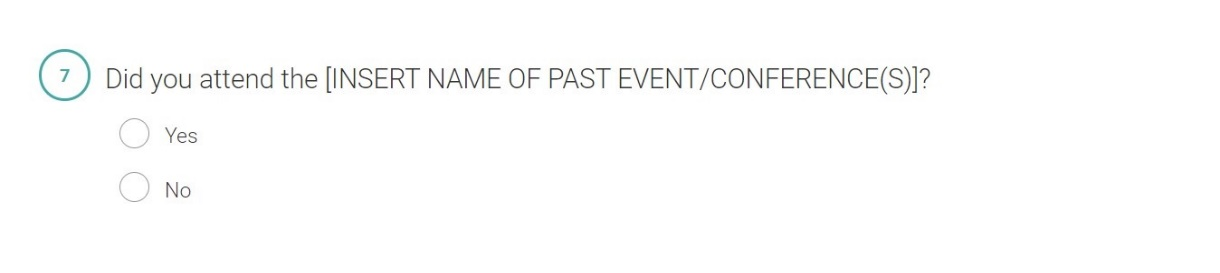 7 Did you attend the [INSERT NAME OF PAST EVENT/CONFERENCE(S)]?
Yes
No